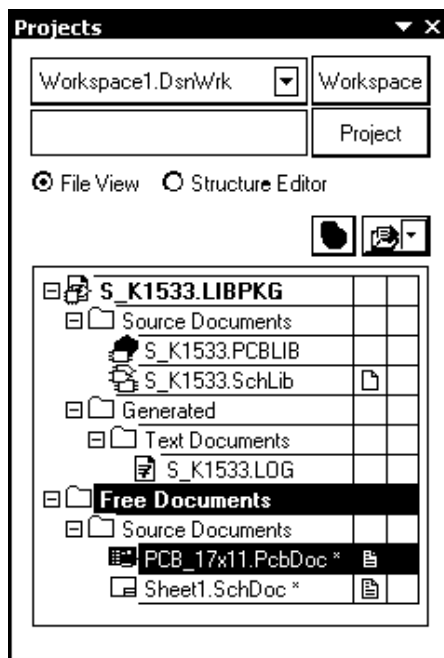 Projects
Workspace1.DsnWrk Workspace
Project
File View Structure Editor
S_K1533.LIBPKG
Source Documents
S_K1533.PCBLIB
S_K1533.SchLib
Generated
Text Documents
S_K1533.LOG
Free Documents
Source Documents
PCB_17x11.PcbDoc *
Sheet1.SchDoc *